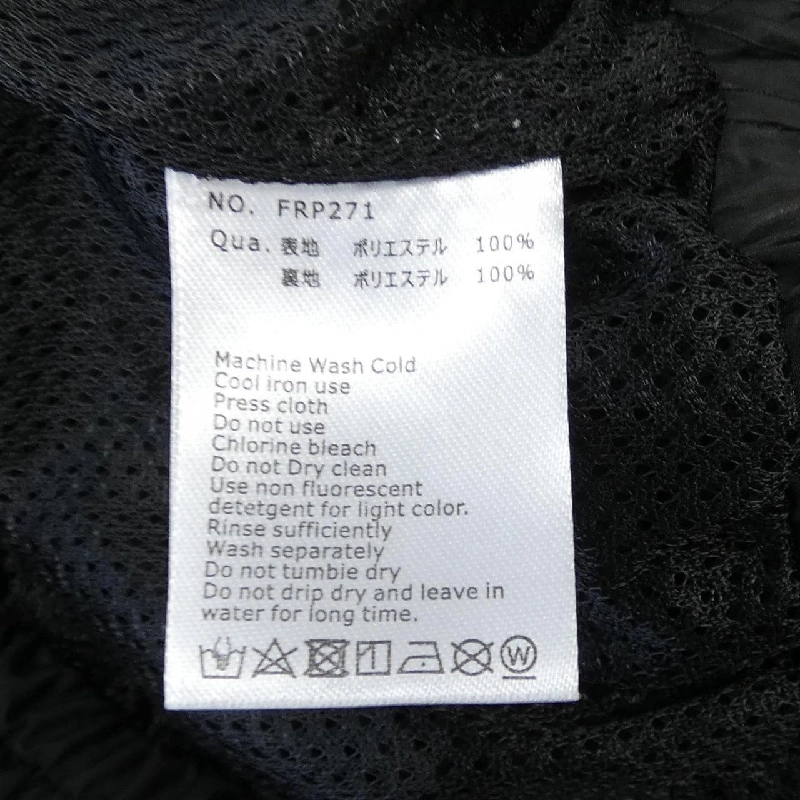 NO. FRP271
Qua. 表地 ポリエステル 100%
裏地 ポリエステル 100%
Machine Wash Cold
Cool iron use
Press cloth
Do not use
Chlorine bleach
Do not Dry clean
Use non fluorescent
detetgent for light color.
Rinse sufficiently
Wash separately
Do not tumbie dry
Do not drip dry and leave in
water for long time.
W